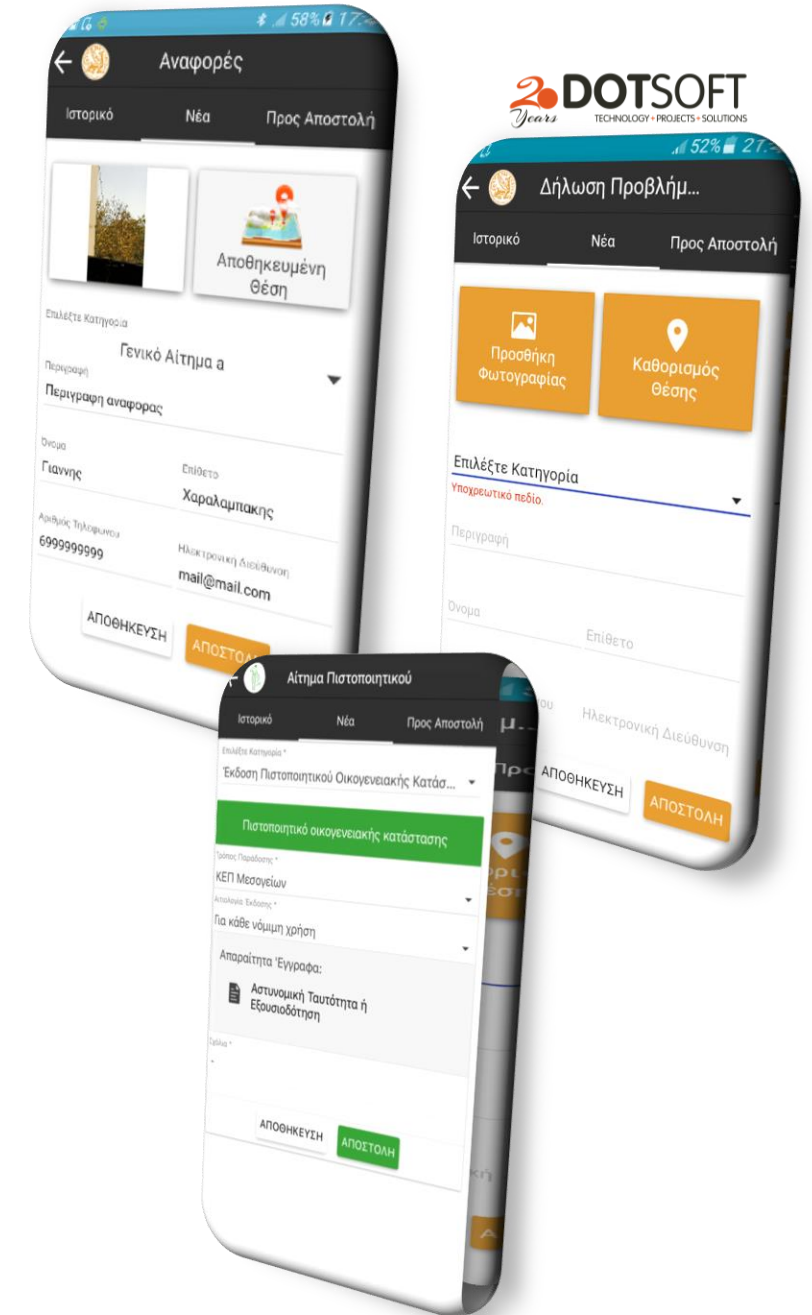 58% 17:
Αναφορές
Ιστορικό Νέα Προς Αποστολή
Αποθηκευμένη
Θέση
Επιλέξτε Κατηγορία
Γενικό Αίτημα a
Περιγραφή
Περιγραφη αναφορας
Όνομα Επίθετο
Γιαννης Χαραλαμπακης
Αριθμός Τηλεφωνου Ηλεκτρονική Διεύθυνση
6999999999 mail@mail.com
ΑΠΟΘΗΚΕΥΣΗ
20 DOTSOFT
Years TECHNOLOGY • PROJECTS • SOLUTIONS
52% 21:
Δήλωση Προβλήμ...
Ιστορικό Νέα Προς Αποστολή
Προσθήκη
Φωτογραφίας
Καθορισμός
Θέσης
Επιλέξτε Κατηγορία
Υποχρεωτικό πεδίο.
Περιγραφή
Όνομα Επίθετο
Ηλεκτρονική Διεύθυνση
ΑΠΟΘΗΚΕΥΣΗ ΑΠΟΣΤΟΛΗ
Αίτημα Πιστοποιητικού
Ιστορικό Νέα Προς Αποστολή
Επιλέξτε Κατηγορία *
Έκδοση Πιστοποιητικού Οικογενειακής Κατάσ...
Πιστοποιητικό οικογενειακής κατάστασης
Τρόπος Παράδοσης *
ΚΕΠ Μεσογείων
Αιτιολογία Έκδοσης *
Για κάθε νόμιμη χρήση
Απαραίτητα Έγγραφα:
Αστυνομική Ταυτότητα ή
Εξουσιοδότηση
Σχόλια *
-
ΑΠΟΘΗΚΕΥΣΗ ΑΠΟΣΤΟΛΗ